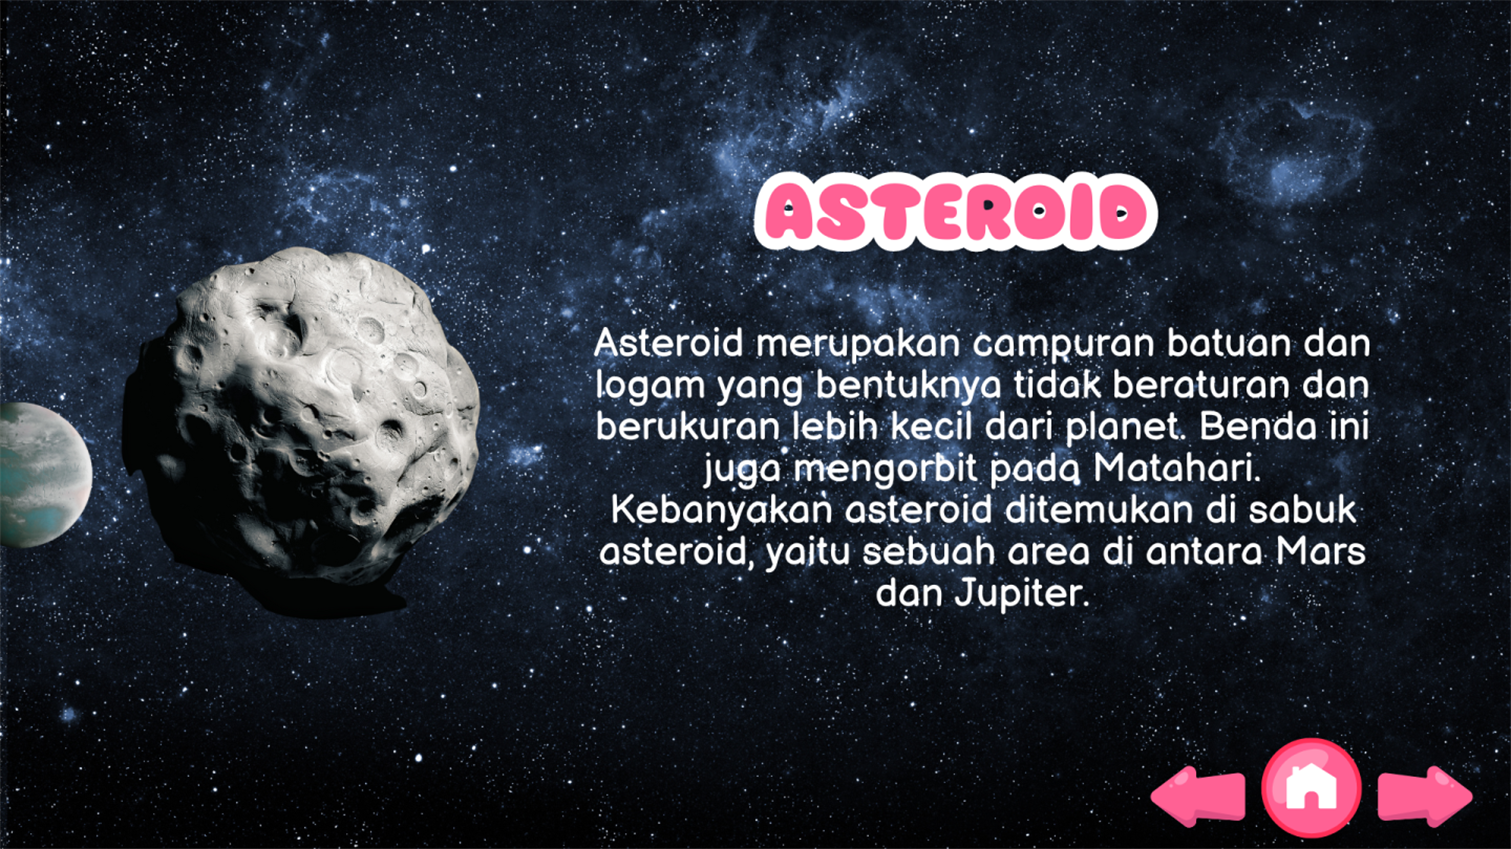 ASTEROID
Asteroid merupakan campuran batuan dan
logam yang bentuknya tidak beraturan dan
berukuran lebih kecil dari planet. Benda ini
juga mengorbit pada Matahari.
Kebanyakan asteroid ditemukan di sabuk
asteroid, yaitu sebuah area di antara Mars
dan Jupiter.